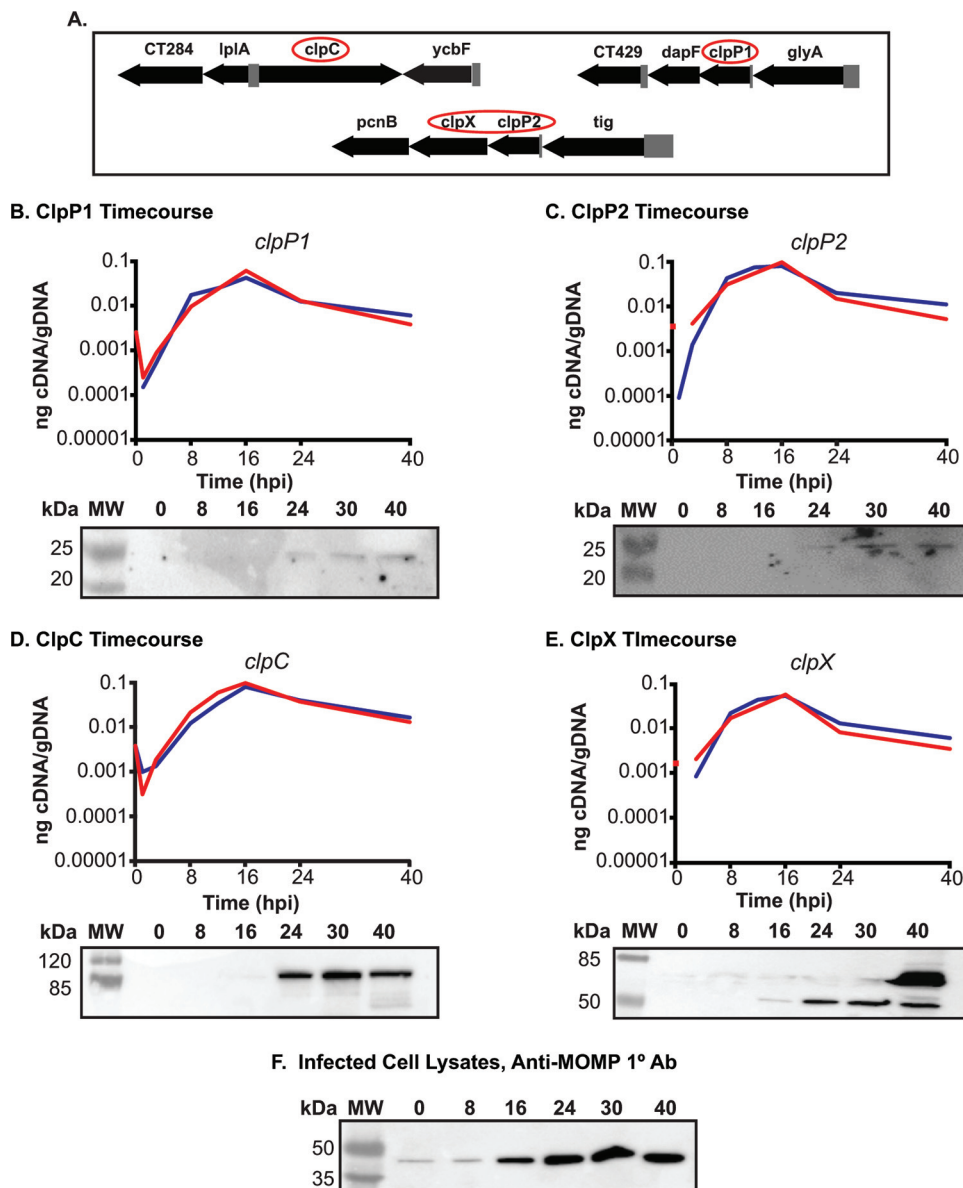 A.
CT284 lplA clpC ycbF CT429 dapF clpP1 glyA
pcnB clpX clpP2 tig
B. ClpP1 Timecourse
clpP1
ng cDNA/gDNA
0.1
0.01
0.001
0.0001
0.00001
0 8 16 24 40
Time (hpi)
kDa MW 0 8 16 24 30 40
25
20
C. ClpP2 Timecourse
clpP2
ng cDNA/gDNA
0.1
0.01
0.001
0.0001
0.00001
0 8 16 24 40
Time (hpi)
kDa MW 0 8 16 24 30 40
25
20
D. ClpC Timecourse
clpC
ng cDNA/gDNA
0.1
0.01
0.001
0.0001
0.00001
0 8 16 24 40
Time (hpi)
kDa MW 0 8 16 24 30 40
120
85
E. ClpX TImecourse
clpX
ng cDNA/gDNA
0.1
0.01
0.001
0.0001
0.00001
0 8 16 24 40
Time (hpi)
kDa MW 0 8 16 24 30 40
85
50
F. Infected Cell Lysates, Anti-MOMP 1º Ab
kDa MW 0 8 16 24 30 40
50
35